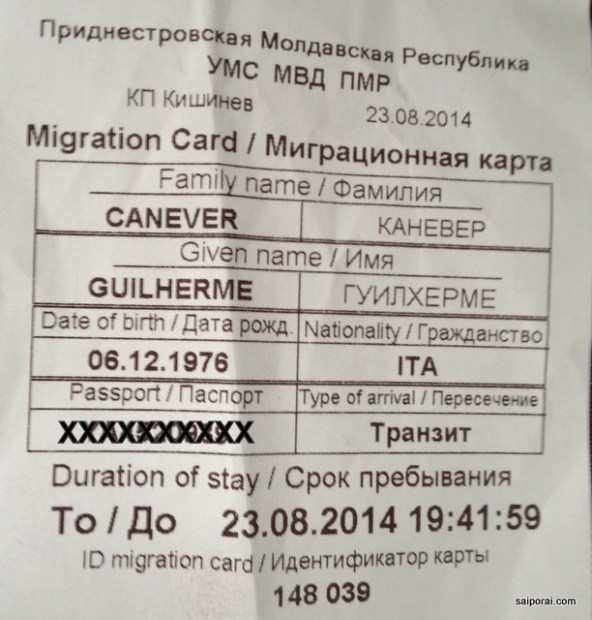 Приднестровская Молдавская Республика
УМС МВД ПМР
КП Кишинев 23.08.2014
Migration Card / Миграционная карта
Family name / Фамилия
CANEVER КАНЕВЕР
Given name / Имя
GUILHERME ГУИЛХЕРМЕ
Date of birth / Дата рожд. Nationality / Гражданство
06.12.1976 ITA
Passport / Паспорт Type of arrival / Пересечение
XXXXXXXXXX Транзит
Duration of stay / Срок пребывания
To / До 23.08.2014 19:41:59
ID migration card / Идентификатор карты
148 039
saiporai.com